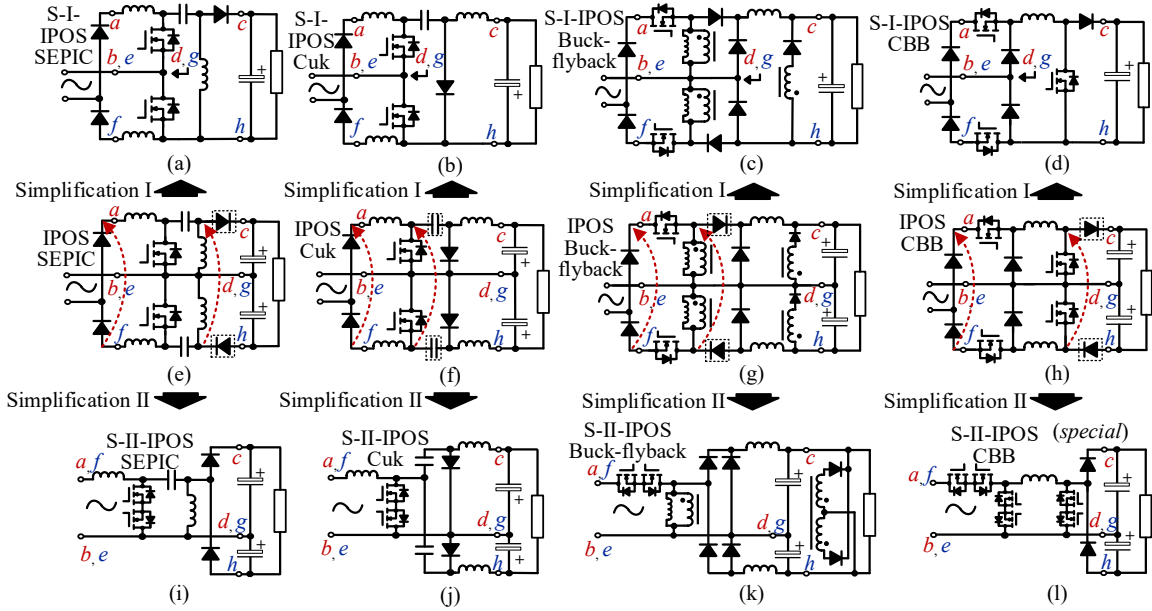 S-I-IPOS SEPIC
a
c
b, e
d, g
f
h
(a)
S-I-IPOS Cuk
a
c
b, e
d, g
f
h
(b)
S-I-IPOS Buck-flyback
a
c
b, e
d, g
f
h
(c)
S-I-IPOS CBB
a
c
b, e
d, g
f
h
(d)
Simplification I
Simplification I
Simplification I
Simplification I
IPOS SEPIC
a
c
b, e
d, g
f
h
(e)
IPOS Cuk
a
c
b, e
d, g
f
h
(f)
IPOS Buck-flyback
a
c
b, e
d, g
f
h
(g)
IPOS CBB
a
c
b, e
d, g
f
h
(h)
Simplification II
Simplification II
Simplification II
Simplification II
S-II-IPOS SEPIC
a,f
c
d, g
b, e
h
(i)
S-II-IPOS Cuk
a,f
c
d, g
b, e
h
(j)
S-II-IPOS Buck-flyback
a,f
c
d, g
b, e
h
(k)
S-II-IPOS CBB (special)
a,f
c
d, g
b, e
h
(l)